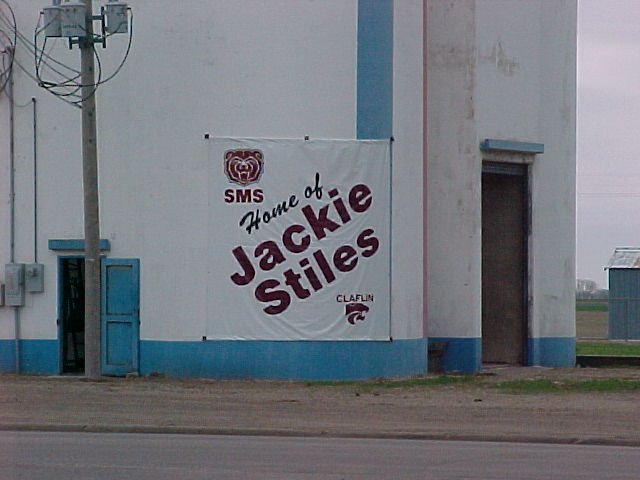 SMS
Home of
Jackie
Stiles
CLAFLIN